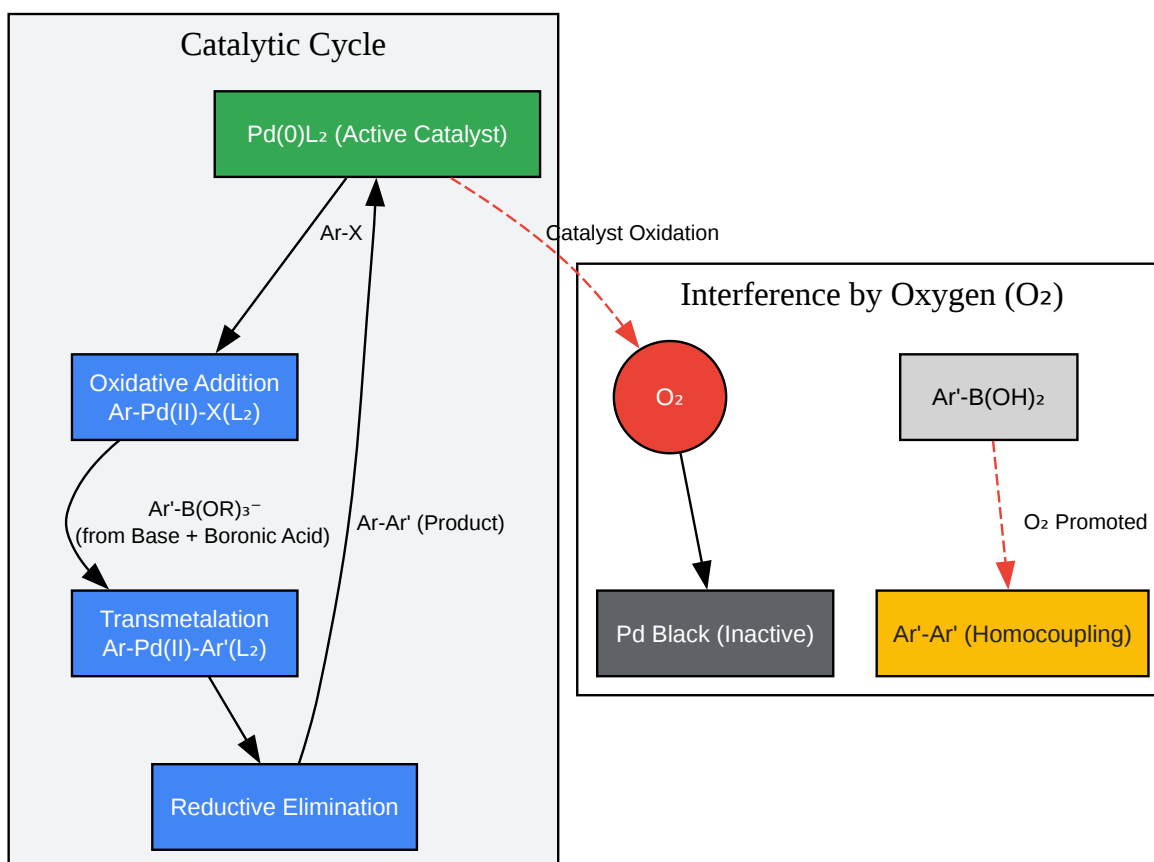 Catalytic Cycle
Pd(0)L₂ (Active Catalyst)
Ar-X
Catalyst Oxidation
Oxidative Addition
Ar-Pd(II)-X(L₂)
Ar'-B(OR)₃⁻
(from Base + Boronic Acid)
Ar-Ar' (Product)
Transmetalation
Ar-Pd(II)-Ar'(L₂)
Reductive Elimination
Interference by Oxygen (O₂)
O₂
Ar'-B(OH)₂
O₂ Promoted
Pd Black (Inactive)
Ar'-Ar' (Homocoupling)